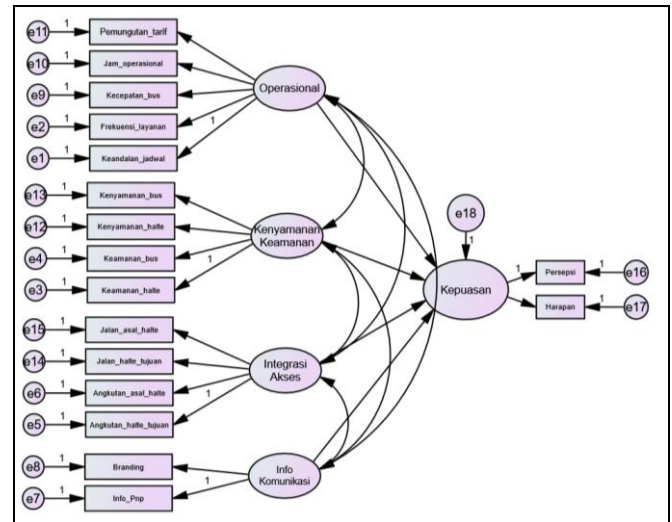 e11 1 Pemungutan_tarif
e10 1 Jam_operasional
e9 1 Kecepatan_bus
e2 1 Frekuensi_layanan
e1 1 Keandalan_jadwal
1
Operasional
e13 1 Kenyamanan_bus
e12 1 Kenyamanan_halte
e4 1 Keamanan_bus
e3 1 Keamanan_halte
1
Kenyamanan
Keamanan
e15 1 Jalan_asal_halte
e14 1 Jalan_halte_tujuan
e6 1 Angkutan_asal_halte
e5 1 Angkutan_halte_tujuan
1
Integrasi
Akses
e8 1 Branding
e7 1 Info_Pnp
1
Info
Komunikasi
e18
1
Kepuasan
1 Persepsi 1 e16
Harapan 1 e17